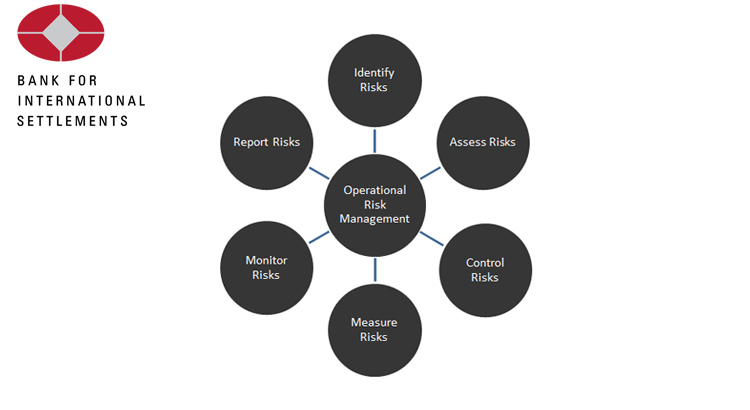 BANK FOR
INTERNATIONAL
SETTLEMENTS
Identify
Risks
Assess Risks
Control
Risks
Measure
Risks
Monitor
Risks
Report Risks
Operational
Risk
Management